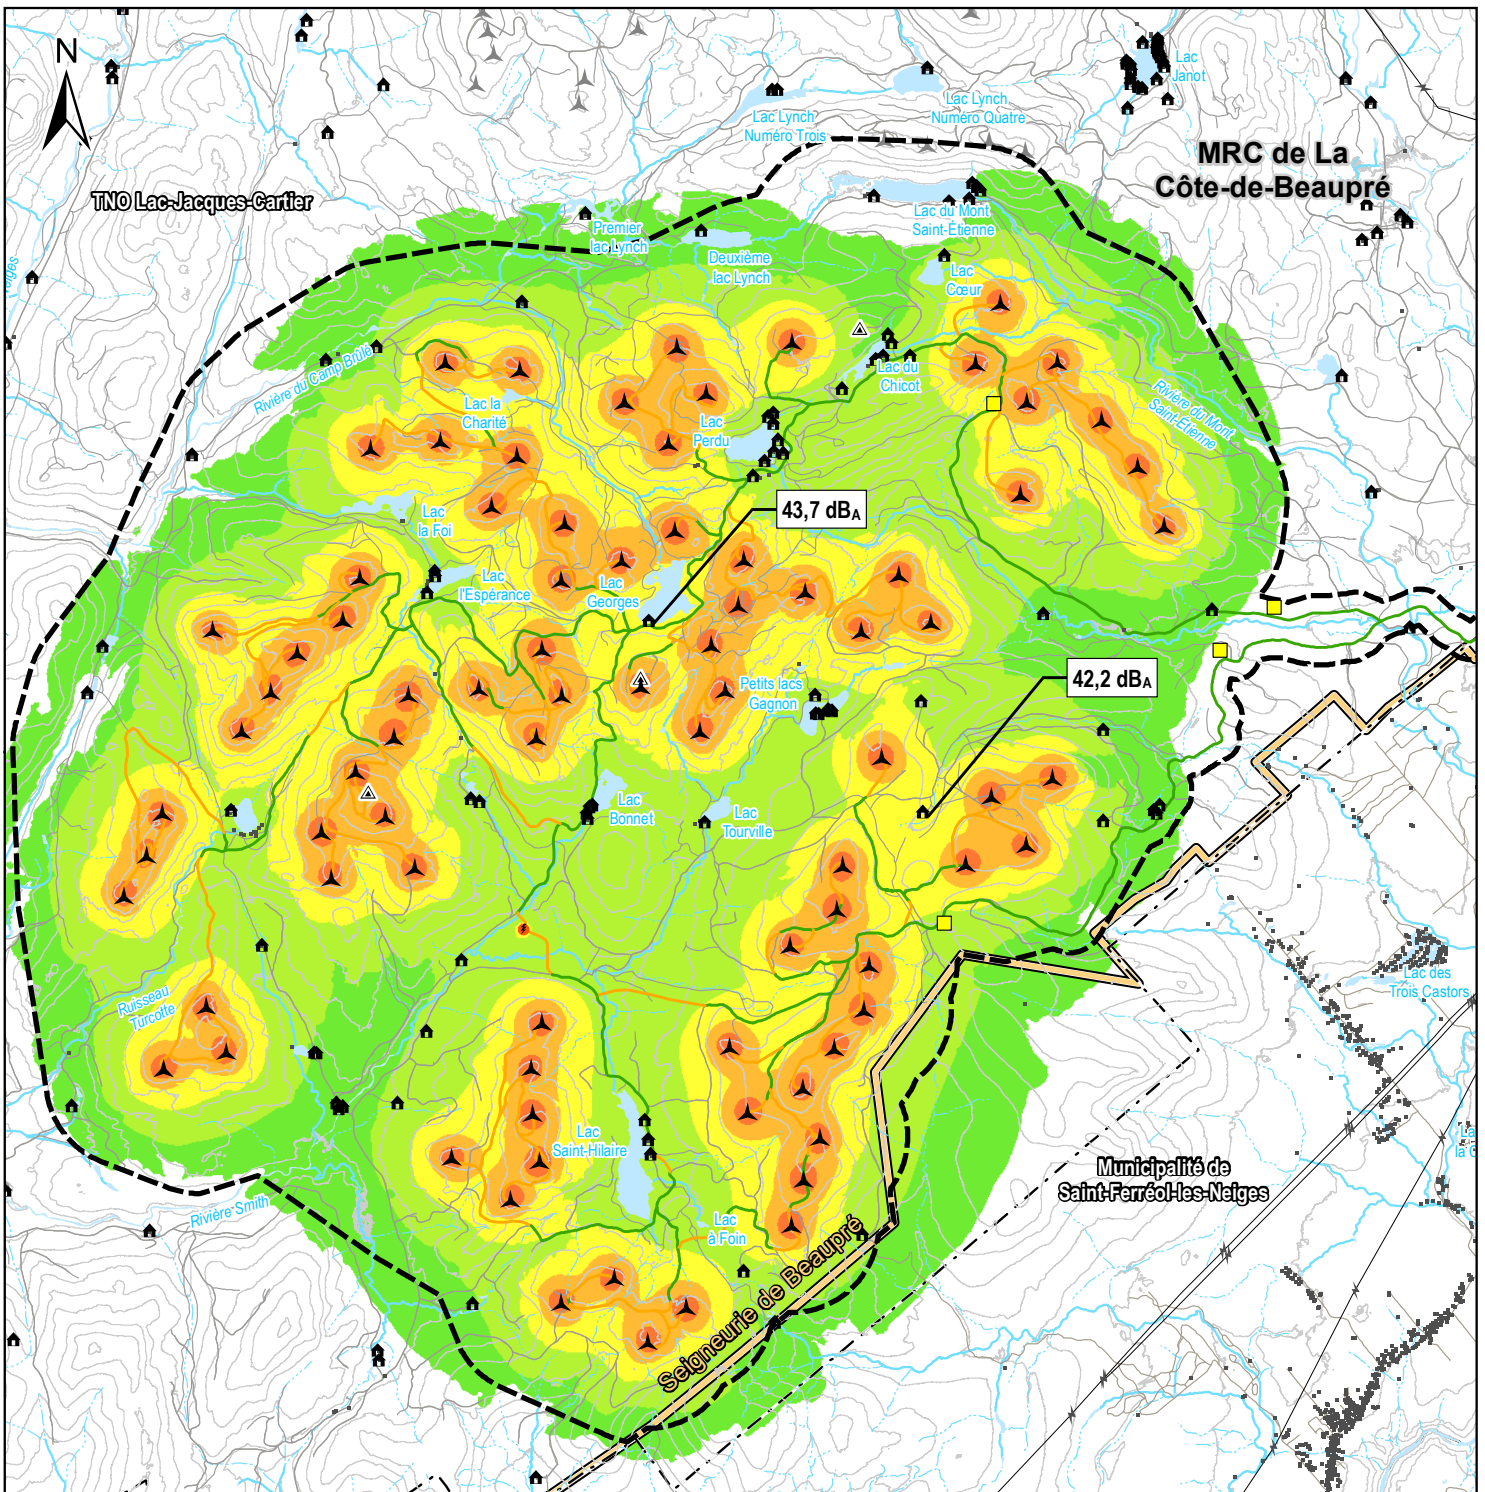 N
Lac
Janot
Lac Lynch
Numéro Quatre
Lac Lynch
Numéro Trois
MRC de La
Côte-de-Beaupré
TNO Lac-Jacques-Cartier
Lac du Mont
Saint-Étienne
Premier
lac Lynch
Deuxième
lac Lynch
Lac
Cœur
Rivière du Camp Brûlé
Lac du
Chicot
Rivière du Mont
Saint-Étienne
Lac la
Charité
Lac
Perdu
43,7 dBA
Lac
la Foi
Lac
l'Espérance
Lac
Georges
42,2 dBA
Petits lacs
Gagnon
Lac
Bonnet
Lac
Tourville
Lac des
Trois Castors
Ruisseau
Turcotte
Lac
Saint-Hilaire
Municipalité de
Saint-Ferréol-les-Neiges
Rivière Smith
Lac
à Foin
Seigneurie de Beaupré